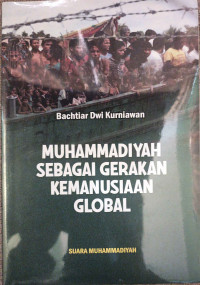 Bachtiar Dwi Kurniawan
MUHAMMADIYAH
SEBAGAI GERAKAN
KEMANUSIAAN
GLOBAL
SUARA MUHAMMADIYAH